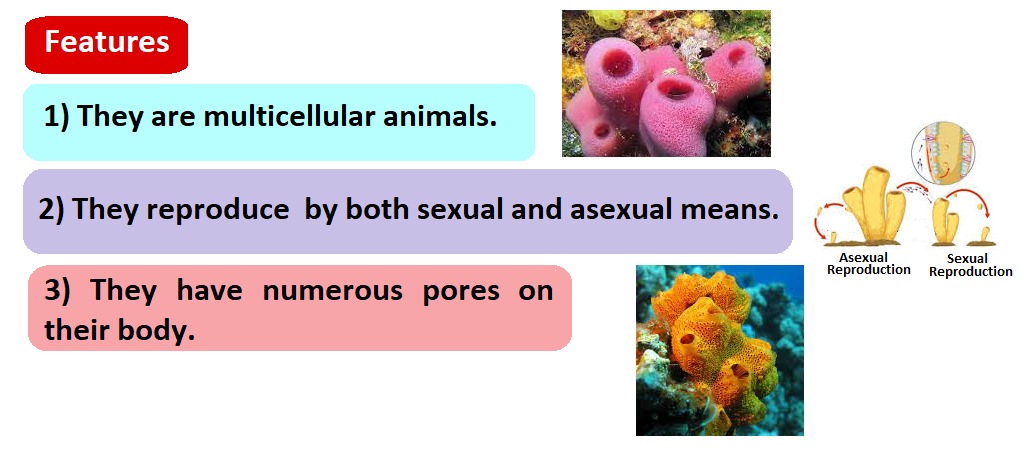 Features
1) They are multicellular animals.
2) They reproduce by both sexual and asexual means.
3) They have numerous pores on
their body.
Asexual
Reproduction
Sexual
Reproduction